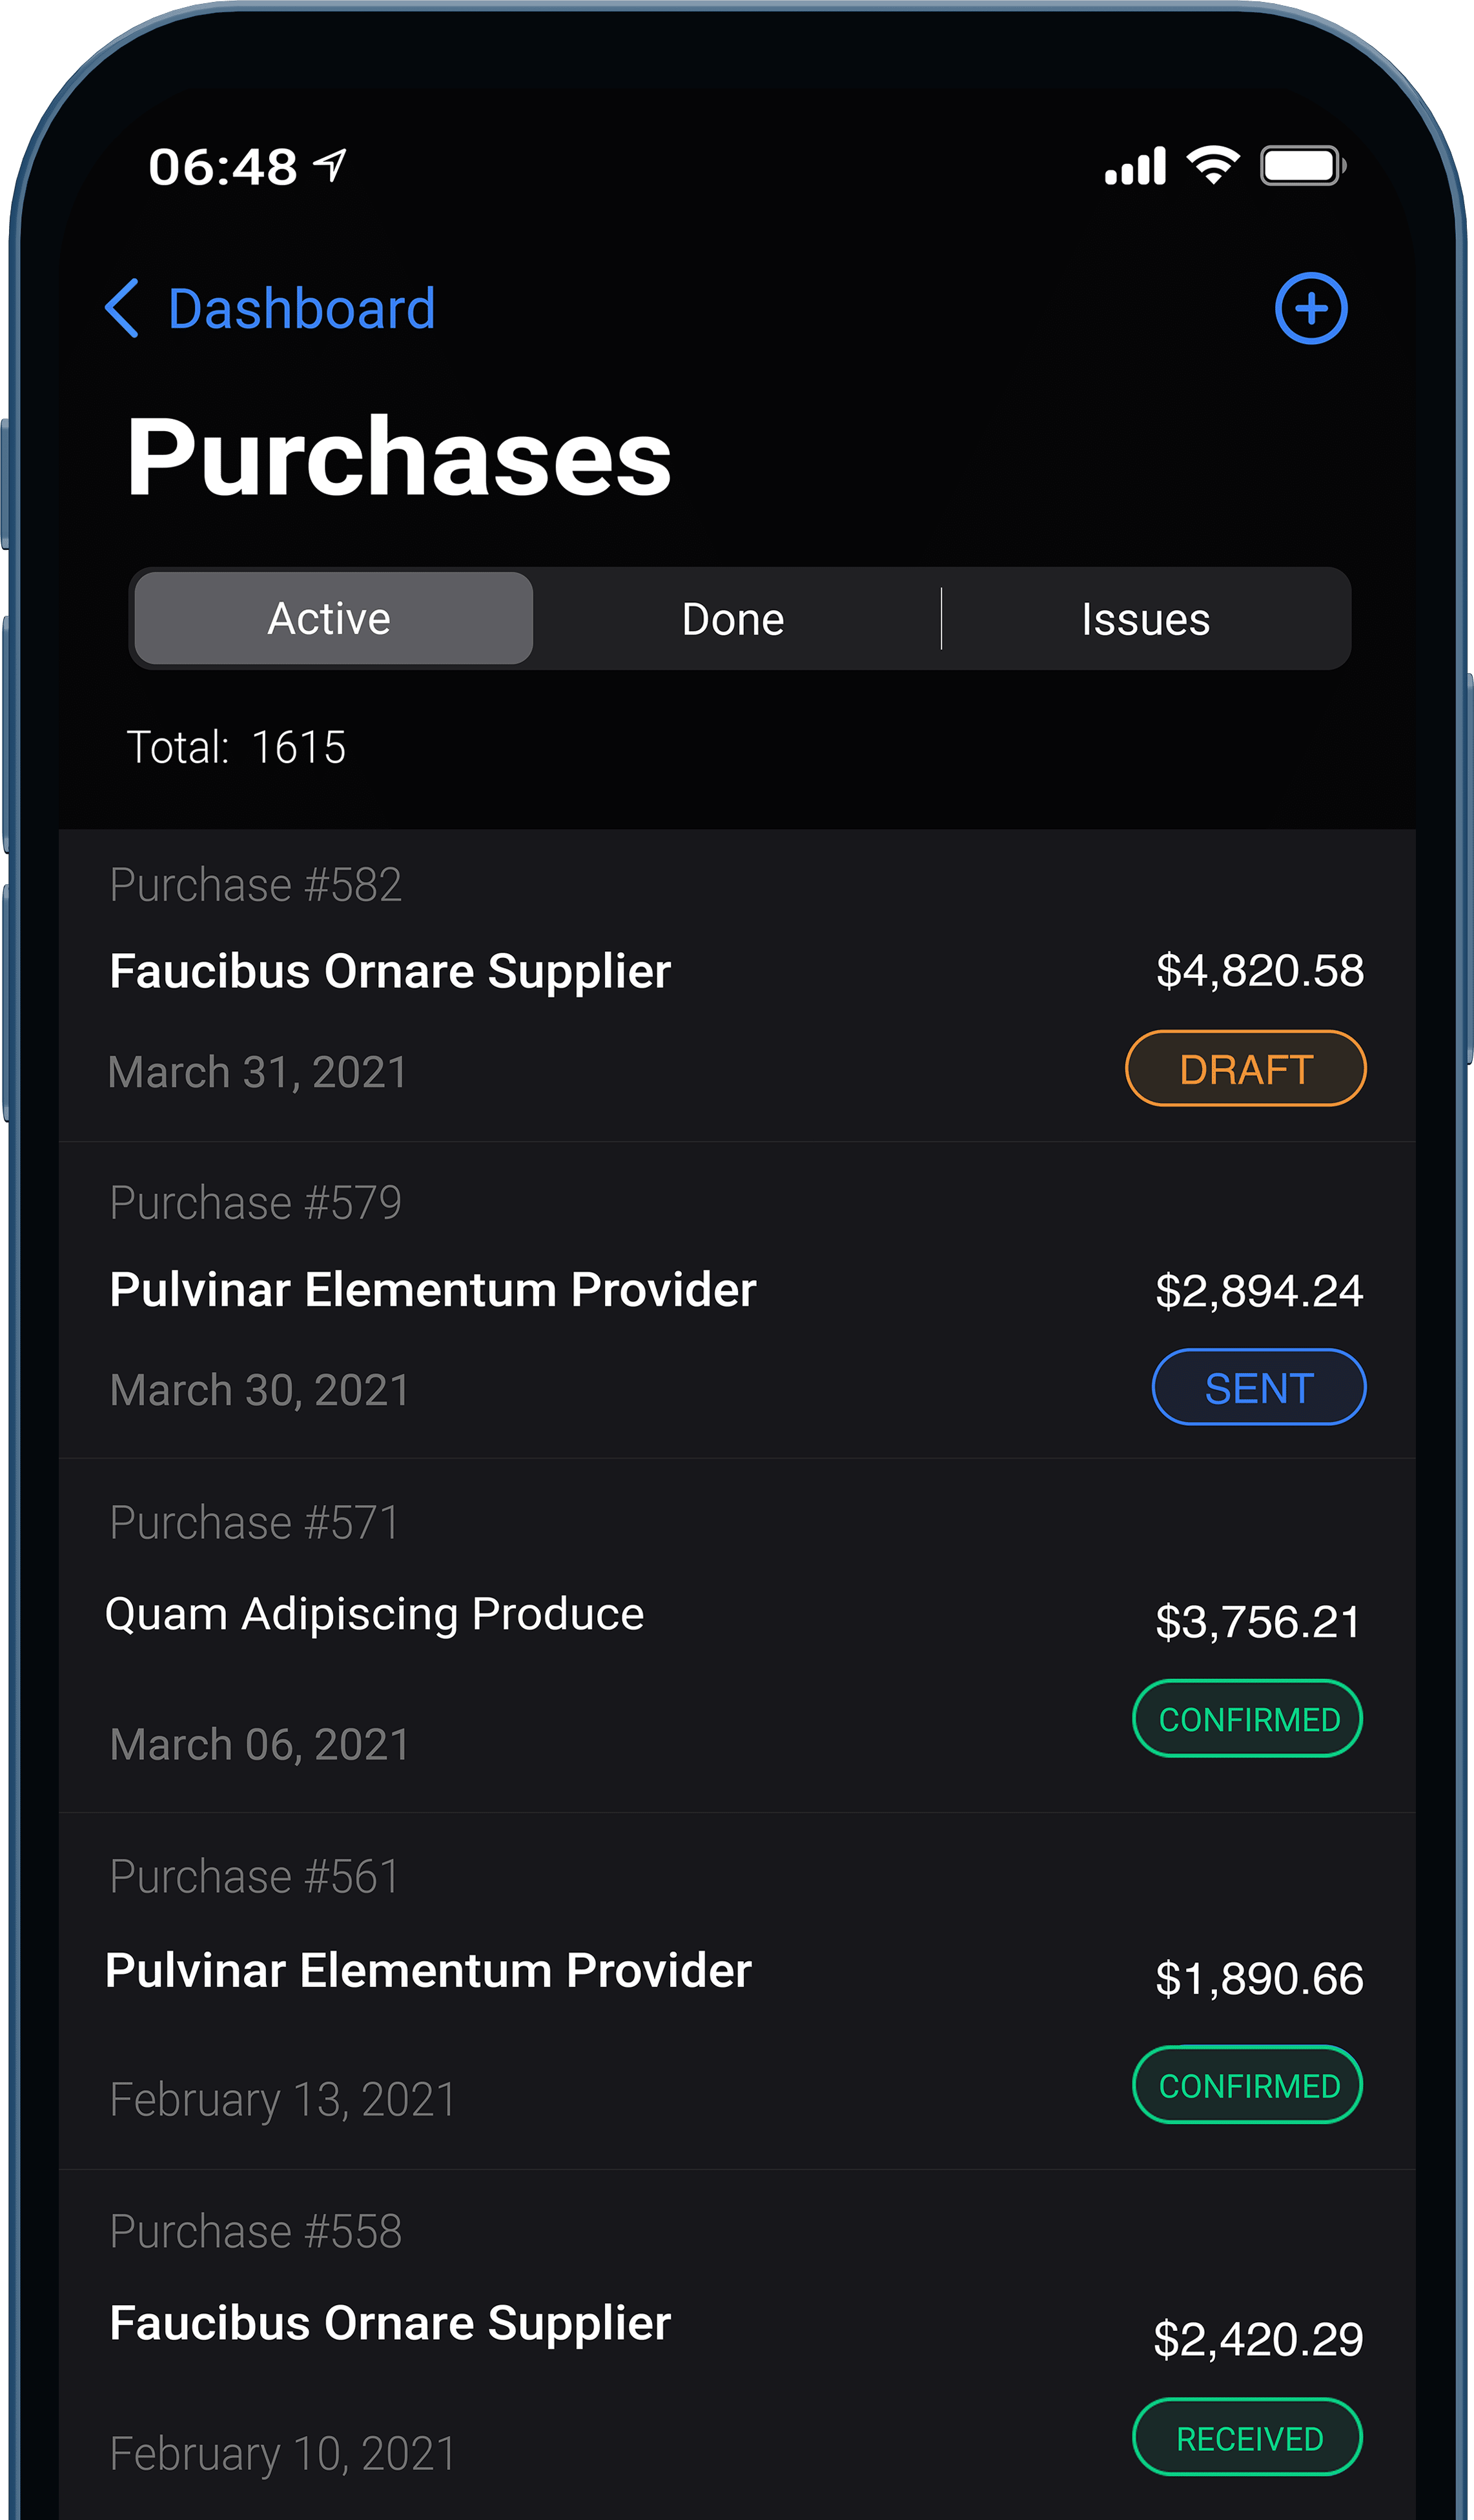 06:48
Dashboard
Purchases
Active Done Issues
Total: 1615
Purchase #582
Faucibus Ornare Supplier $4,820.58
March 31, 2021 DRAFT
Purchase #579
Pulvinar Elementum Provider $2,894.24
March 30, 2021 SENT
Purchase #571
Quam Adipiscing Produce $3,756.21
March 06, 2021 CONFIRMED
Purchase #561
Pulvinar Elementum Provider $1,890.66
February 13, 2021 CONFIRMED
Purchase #558
Faucibus Ornare Supplier $2,420.29
February 10, 2021 RECEIVED